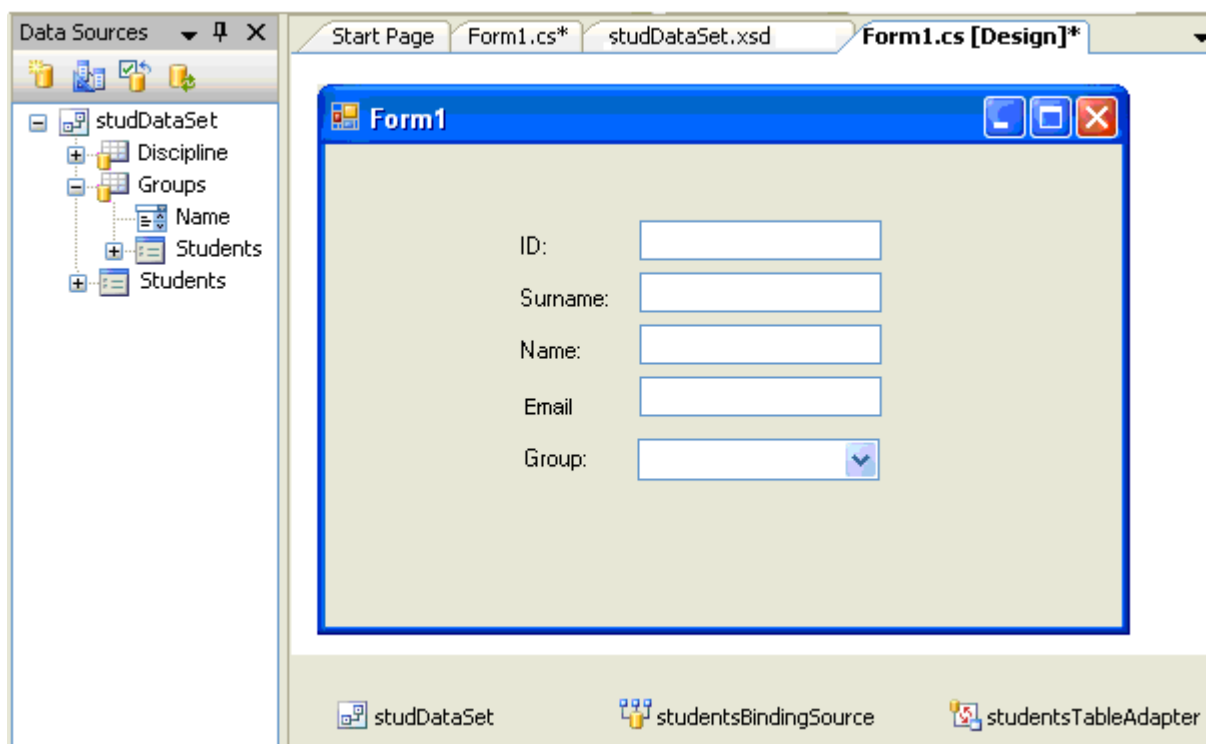 Data Sources
studDataSet
Discipline
Groups
Name
Students
Students
Start Page Form1.cs* studDataSet.xsd Form1.cs [Design]*
Form1
ID:
Surname:
Name:
Email
Group:
studDataSet studentsBindingSource studentsTableAdapter